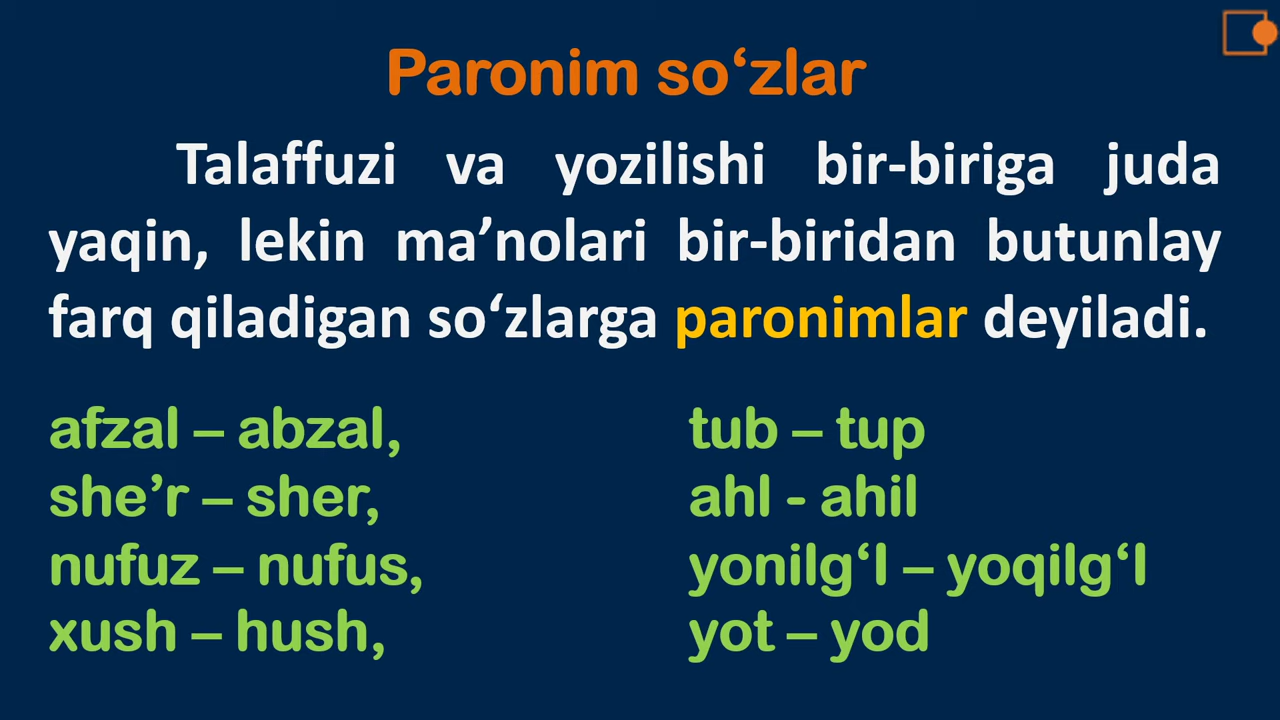 Paronim so‘zlar
Talaffuzi va yozilishi bir-biriga juda
yaqin, lekin ma’nolari bir-biridan butunlay
farq qiladigan so‘zlarga paronimlar deyiladi.
afzal – abzal,
she’r – sher,
nufuz – nufus,
xush – hush,
tub – tup
ahl - ahil
yonilg‘l – yoqilg‘l
yot – yod